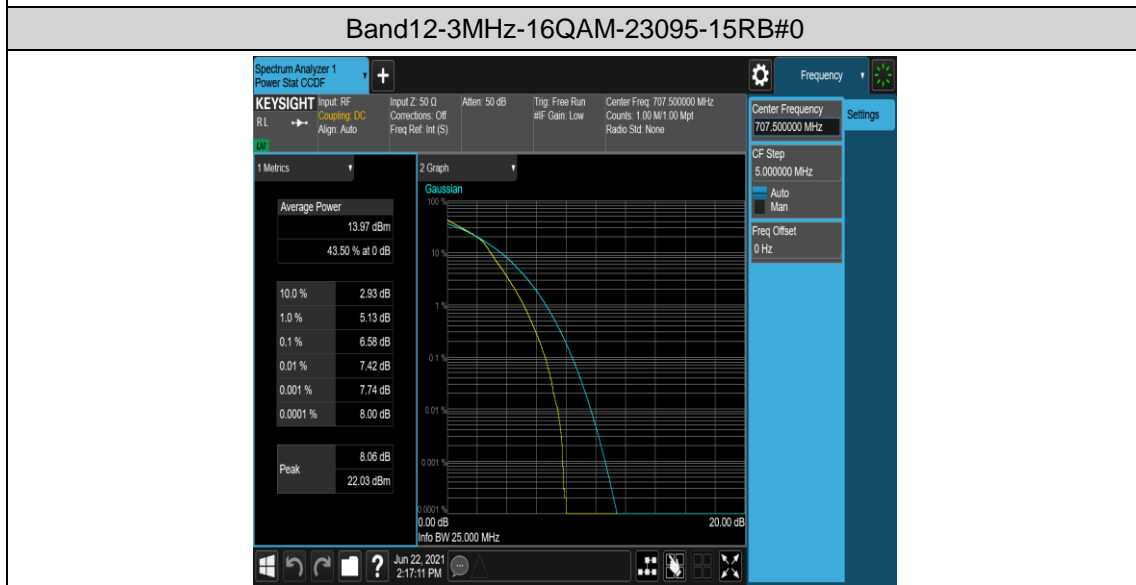 Band12-3MHz-16QAM-23095-15RB#0
Spectrum Analyzer 1
Power Stat CCDF
Frequency
KEYSIGHT
RL
LXI
Input: RF
Coupling: DC
Align: Auto
Input Z: 50 Ω
Corrections: Off
Freq Ref: Int (S)
Atten: 50 dB
Trig: Free Run
#IF Gain: Low
Center Freq: 707.500000 MHz
Counts: 1.00 M/1.00 Mpt
Radio Std: None
Center Frequency
707.500000 MHz
Settings
CF Step
5.000000 MHz
Auto
Man
Freq Offset
0 Hz
1 Metrics
Average Power
13.97 dBm
43.50 % at 0 dB
10.0 % 2.93 dB
1.0 % 5.13 dB
0.1 % 6.58 dB
0.01 % 7.42 dB
0.001 % 7.74 dB
0.0001 % 8.00 dB
Peak
8.06 dB
22.03 dBm
2 Graph
Gaussian
100 %
10 %
1 %
0.1 %
0.01 %
0.001 %
0.0001 %
0.00 dB 20.00 dB
Info BW 25.000 MHz
?
Jun 22, 2021
2:17:11 PM